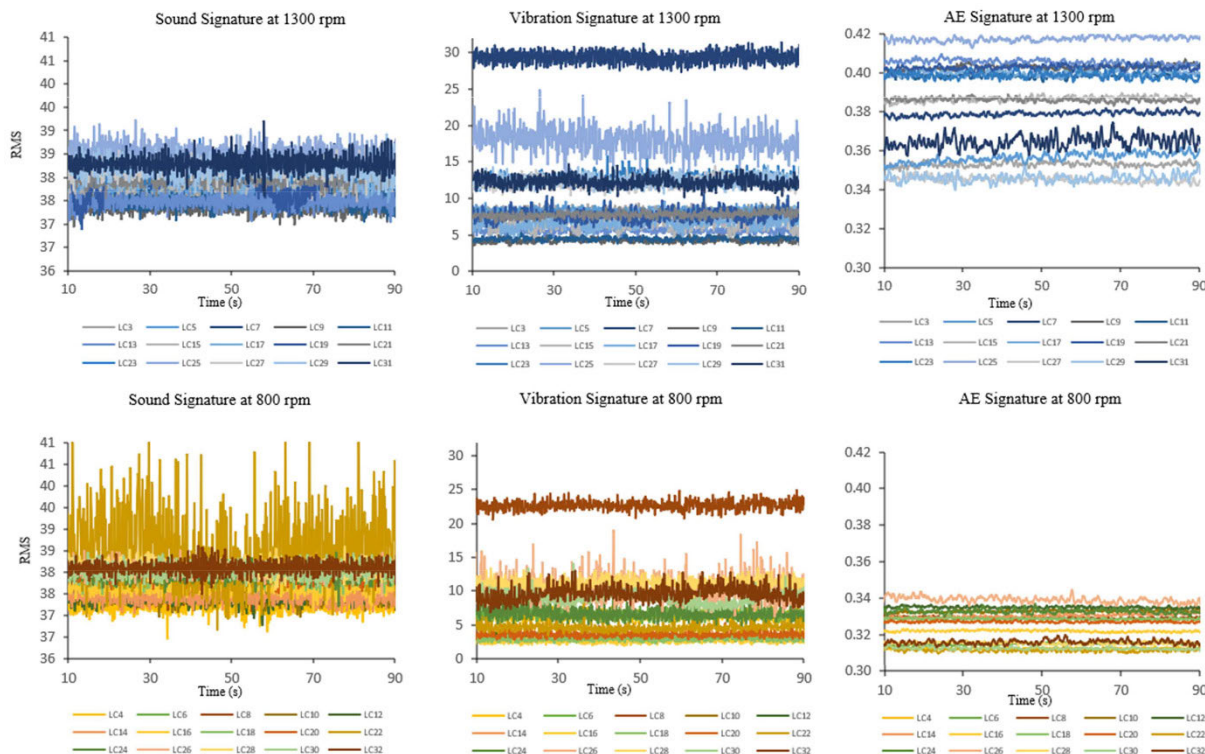 Sound Signature at 1300 rpm
41
41
40
40
39
39
38
38
37
37
36
RMS
10 30 50 70 90
Time (s)
LC3 LC5 LC7 LC9 LC11
LC13 LC15 LC17 LC19 LC21
LC23 LC25 LC27 LC29 LC31
Vibration Signature at 1300 rpm
30
25
20
15
10
5
0
10 30 50 70 90
Time (s)
LC3 LC5 LC7 LC9 LC11
LC13 LC15 LC17 LC19 LC21
LC23 LC25 LC27 LC29 LC31
AE Signature at 1300 rpm
0.42
0.40
0.38
0.36
0.34
0.32
0.30
10 30 50 70 90
Time (s)
LC3 LC5 LC7 LC9 LC11
LC13 LC15 LC17 LC19 LC21
LC23 LC25 LC27 LC29 LC31
Sound Signature at 800 rpm
41
41
40
40
39
38
38
37
36
RMS
10 30 50 70 90
Time (s)
LC4 LC6 LC8 LC10 LC12
LC14 LC16 LC18 LC20 LC22
LC24 LC26 LC28 LC30 LC32
Vibration Signature at 800 rpm
30
25
20
15
10
5
0
10 30 50 70 90
Time (s)
LC4 LC6 LC8 LC10 LC12
LC14 LC16 LC18 LC20 LC22
LC24 LC26 LC28 LC30 LC32
AE Signature at 800 rpm
0.42
0.40
0.38
0.36
0.34
0.32
0.30
10 30 50 70 90
Time (s)
LC4 LC6 LC8 LC10 LC12
LC14 LC16 LC18 LC20 LC22
LC24 LC26 LC28 LC30 LC32